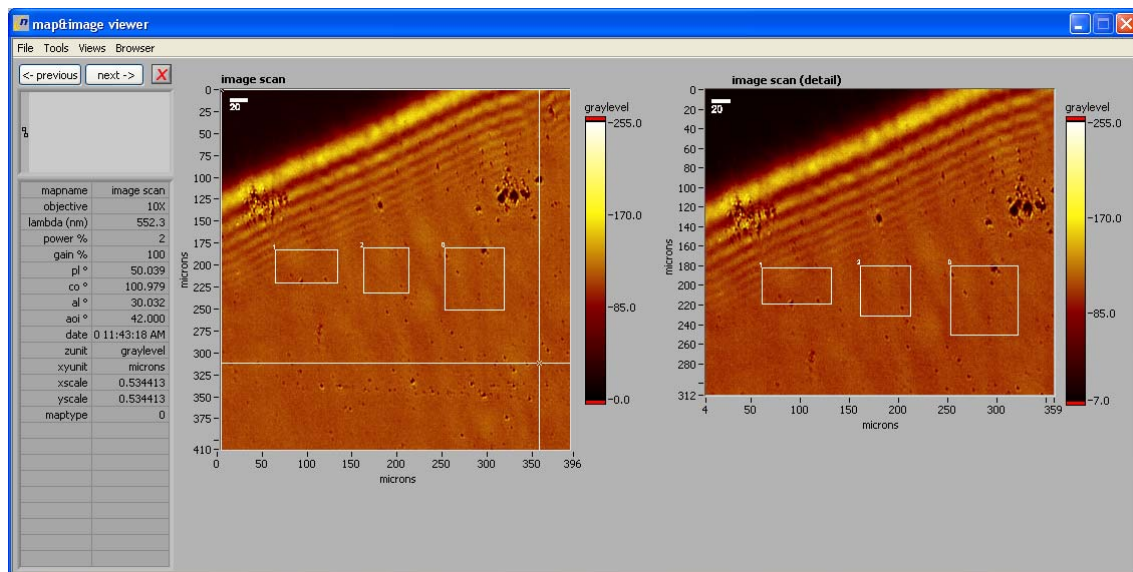 map&image viewer
File Tools Views Browser
<- previous next -> X
mapname image scan
objective 10X
lambda (nm) 552.3
power % 2
gain % 100
pl ° 50.039
co ° 100.979
al ° 30.032
aoi ° 42.000
date 0 11:43:18 AM
zunit graylevel
xyunit microns
xscale 0.534413
yscale 0.534413
maptype 0
image scan
20
0
25
50
75
100
125
150
175
200
225
250
275
300
325
350
375
410
microns
1 2
0 50 100 150 200 250 300 350 396
microns
graylevel
255.0
170.0
85.0
0.0
image scan (detail)
20
0
20
40
60
80
100
120
140
160
180
200
220
240
260
280
312
microns
1 2
4 50 100 150 200 250 300 359
microns
graylevel
255.0
170.0
85.0
7.0